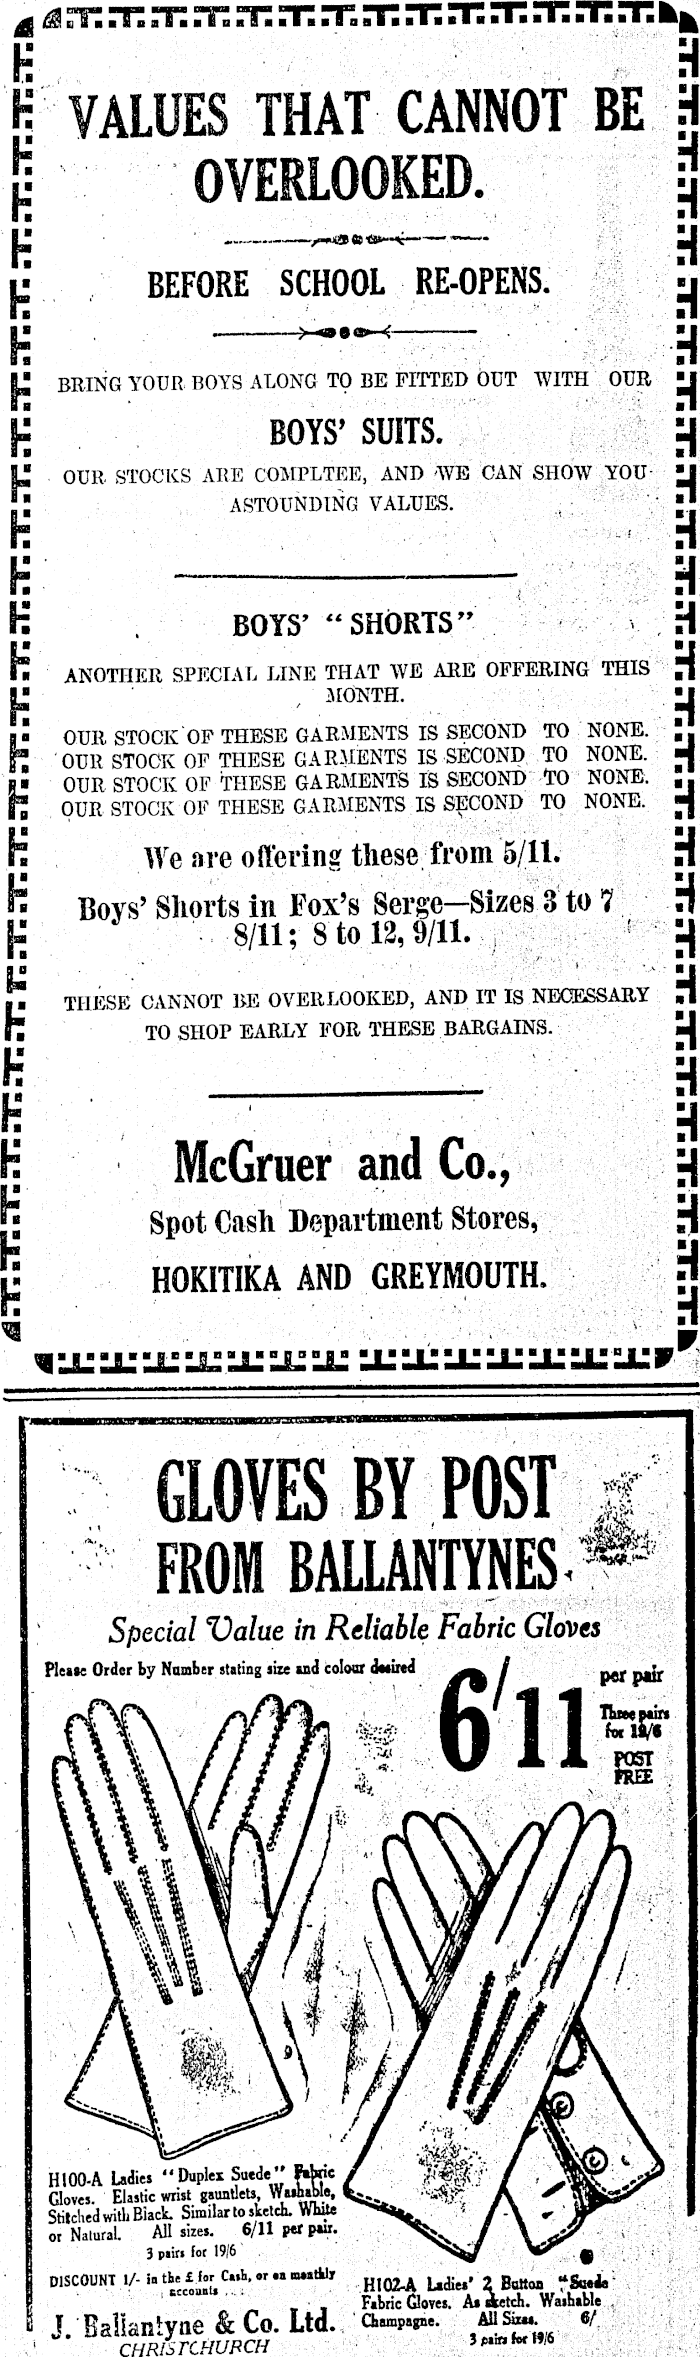 VALUES THAT CANNOT BE
OVERLOOKED.
BEFORE SCHOOL RE-OPENS.
BRING YOUR BOYS ALONG TO BE FITTED OUT WITH OUR
BOYS' SUITS.
OUR STOCKS ARE COMPLTEE, AND WE CAN SHOW YOU
ASTOUNDING VALUES.
BOYS' "SHORTS"
ANOTHER SPECIAL LINE THAT WE ARE OFFERING THIS
MONTH.
OUR STOCK OF THESE GARMENTS IS SECOND TO NONE.
OUR STOCK OF THESE GARMENTS IS SECOND TO NONE.
OUR STOCK OF THESE GARMENTS IS SECOND TO NONE.
OUR STOCK OF THESE GARMENTS IS SECOND TO NONE.
We are offering these from 5/11.
Boys' Shorts in Fox's Serge—Sizes 3 to 7
8/11; 8 to 12, 9/11.
THESE CANNOT BE OVERLOOKED, AND IT IS NECESSARY
TO SHOP EARLY FOR THESE BARGAINS.
McGruer and Co.,
Spot Cash Department Stores,
HOKITIKA AND GREYMOUTH.
GLOVES BY POST
FROM BALLANTYNES.
Special Value in Reliable Fabric Gloves
Please Order by Number stating size and colour desired
6/11
per pair
Three pairs
for 19/6
POST
FREE
H100-A Ladies "Duplex Suede" Fabric
Gloves. Elastic wrist gauntlets, Washable,
Stitched with Black. Similar to sketch. White
or Natural. All sizes. 6/11 per pair.
3 pairs for 19/6
DISCOUNT 1/- in the £ for Cash, or on monthly
accounts
J. Ballantyne & Co. Ltd.
CHRISTCHURCH
H102-A Ladies' 2 Button "Suede
Fabric Gloves. As sketch. Washable
Champagne. All Sizes. 6/
3 pairs for 19/6